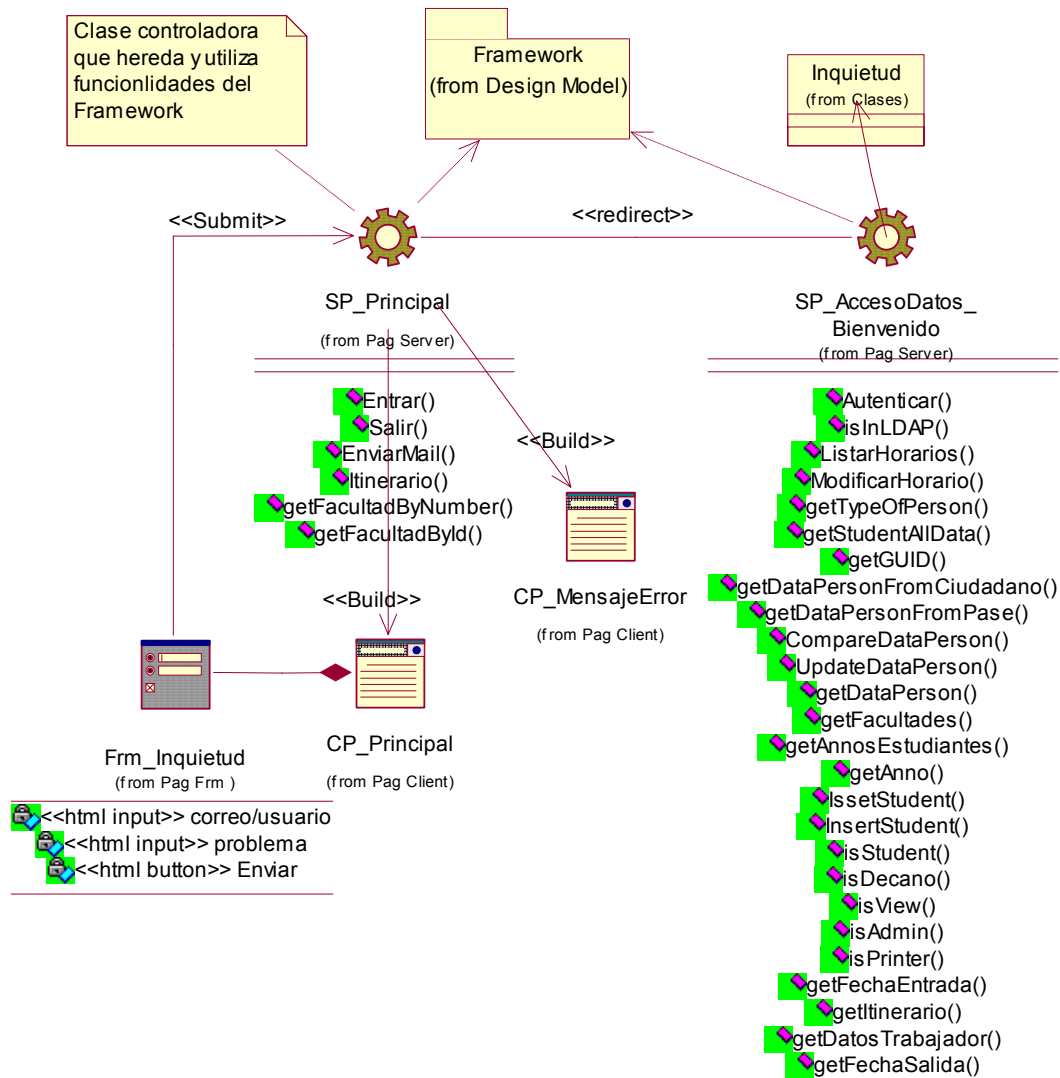 Clase controladora
que hereda y utiliza
funcionlidades del
Framework
Framework
(from Design Model)
Inquietud
(from Clases)
<<Submit>>
<<redirect>>
SP_Principal
(from Pag Server)
Entrar()
Salir()
EnviarMail()
Itinerario()
getFacultadByNumber()
getFacultadById()
SP_AccesoDatos_
Bienvenido
(from Pag Server)
Autenticar()
isInLDAP()
ListarHorarios()
ModificarHorario()
getTypeOfPerson()
getStudentAllData()
getGUID()
getDataPersonFromCiudadano()
getDataPersonFromPase()
CompareDataPerson()
UpdateDataPerson()
getDataPerson()
getFacultades()
getAnnosEstudiantes()
getAnno()
IssetStudent()
InsertStudent()
isStudent()
isDecano()
isView()
isAdmin()
isPrinter()
getFechaEntrada()
getItinerario()
getDatosTrabajador()
getFechaSalida()
<<Build>>
CP_MensajeError
(from Pag Client)
<<Build>>
CP_Principal
(from Pag Client)
Frm_Inquietud
(from Pag Frm )
<<html input>> correo/usuario
<<html input>> problema
<<html button>> Enviar